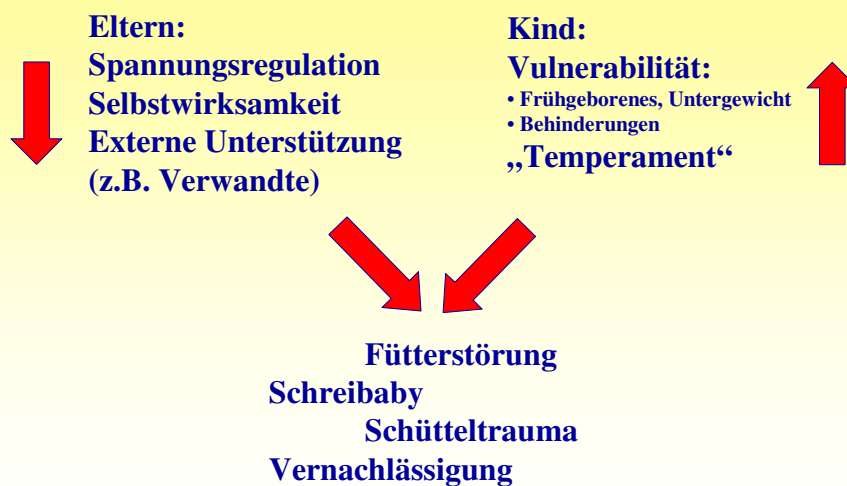 Eltern:
Spannungsregulation
Selbstwirksamkeit
Externe Unterstützung
(z.B. Verwandte)
Kind:
Vulnerabilität:
• Frühgeborenes, Untergewicht
• Behinderungen
„Temperament“
Fütterstörung
Schreibaby
Schütteltrauma
Vernachlässigung